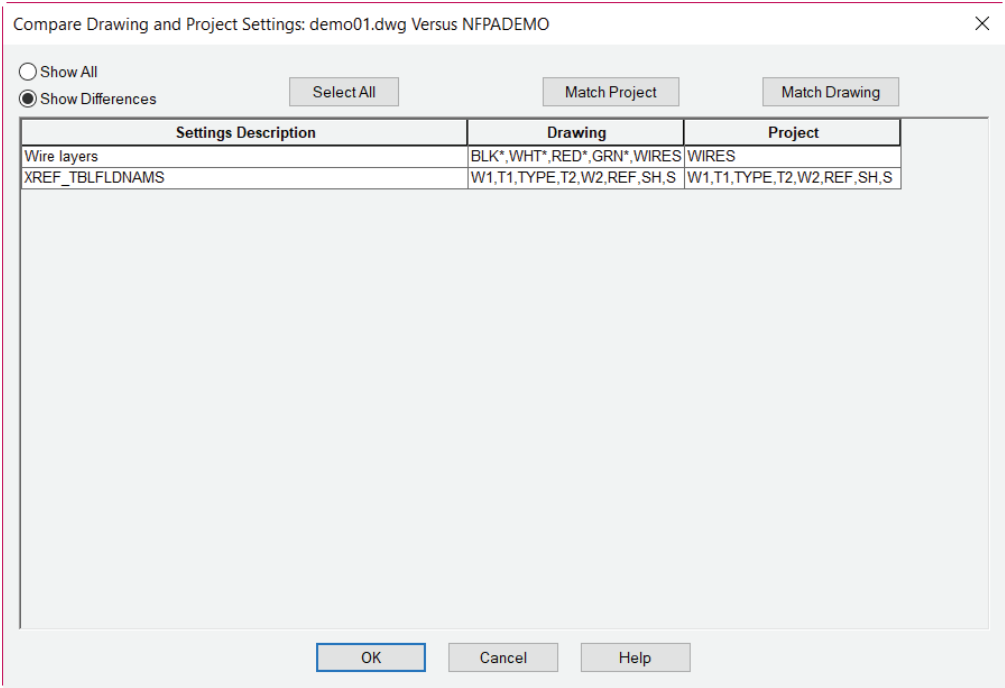 Compare Drawing and Project Settings: demo01.dwg Versus NFPADEMO
Show All
Show Differences
Select All
Match Project
Match Drawing
Settings Description Drawing Project
Wire layers BLK*,WHT*,RED*,GRN*,WIRES WIRES
XREF_TBLFLDNAMS W1,T1,TYPE,T2,W2,REF,SH,S W1,T1,TYPE,T2,W2,REF,SH,S
OK Cancel Help